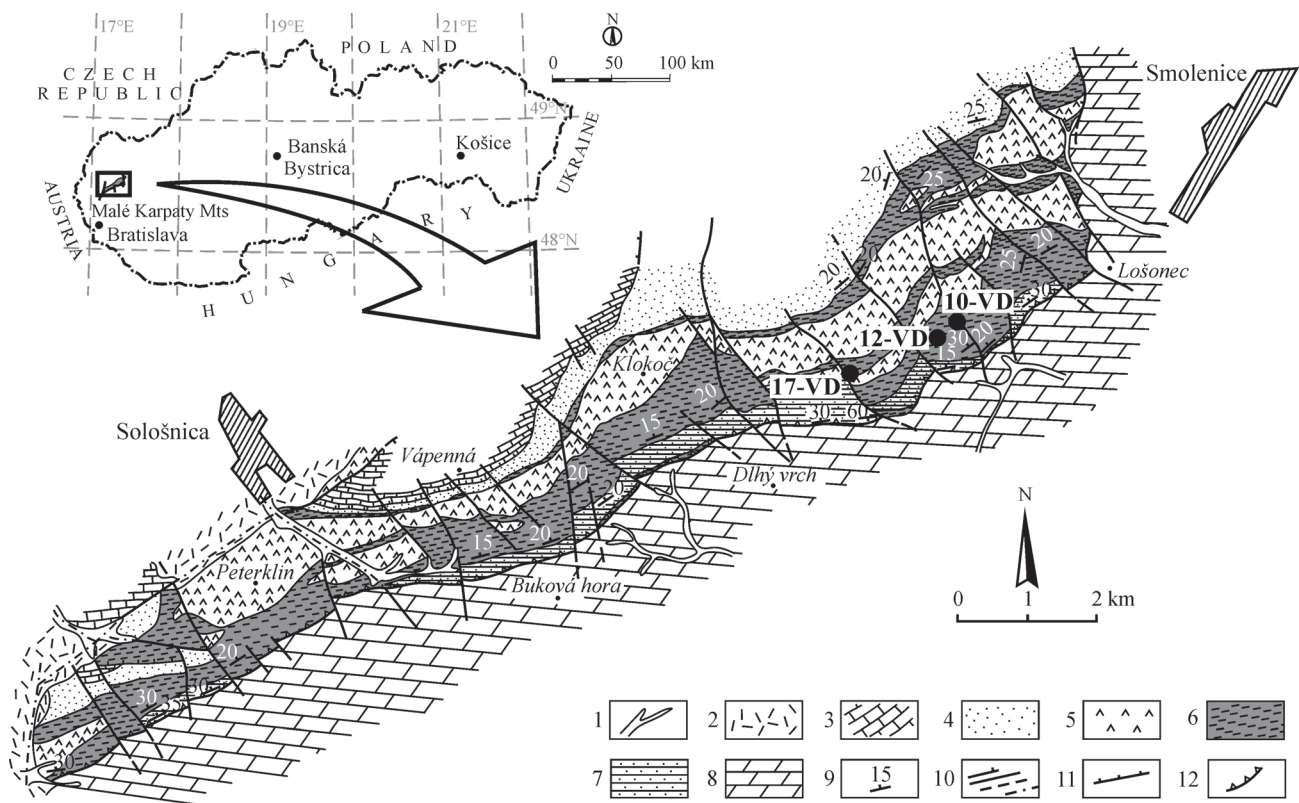 17°E
19°E
21°E
N
0 50 100 km
POLAND
CZECH
REPUBLIC
49°N
Banská
Bystrica
Košice
UKRAINE
AUSTRIA
Malé Karpaty Mts
Bratislava
48°N
HUNGARY
Smolenice
25
20
25
20
20
20
25
Lošonec
30
10-VD
12-VD
30
20
15
17-VD
30
60
Klokoč
20
15
Sološnica
Vápenná
Dlhý vrch
20
20
20
15
Peterklin
Buková hora
N
0 1 2 km
20
30
30
35
30
1
2
3
4
5
6
7
8
9
15
10
11
12